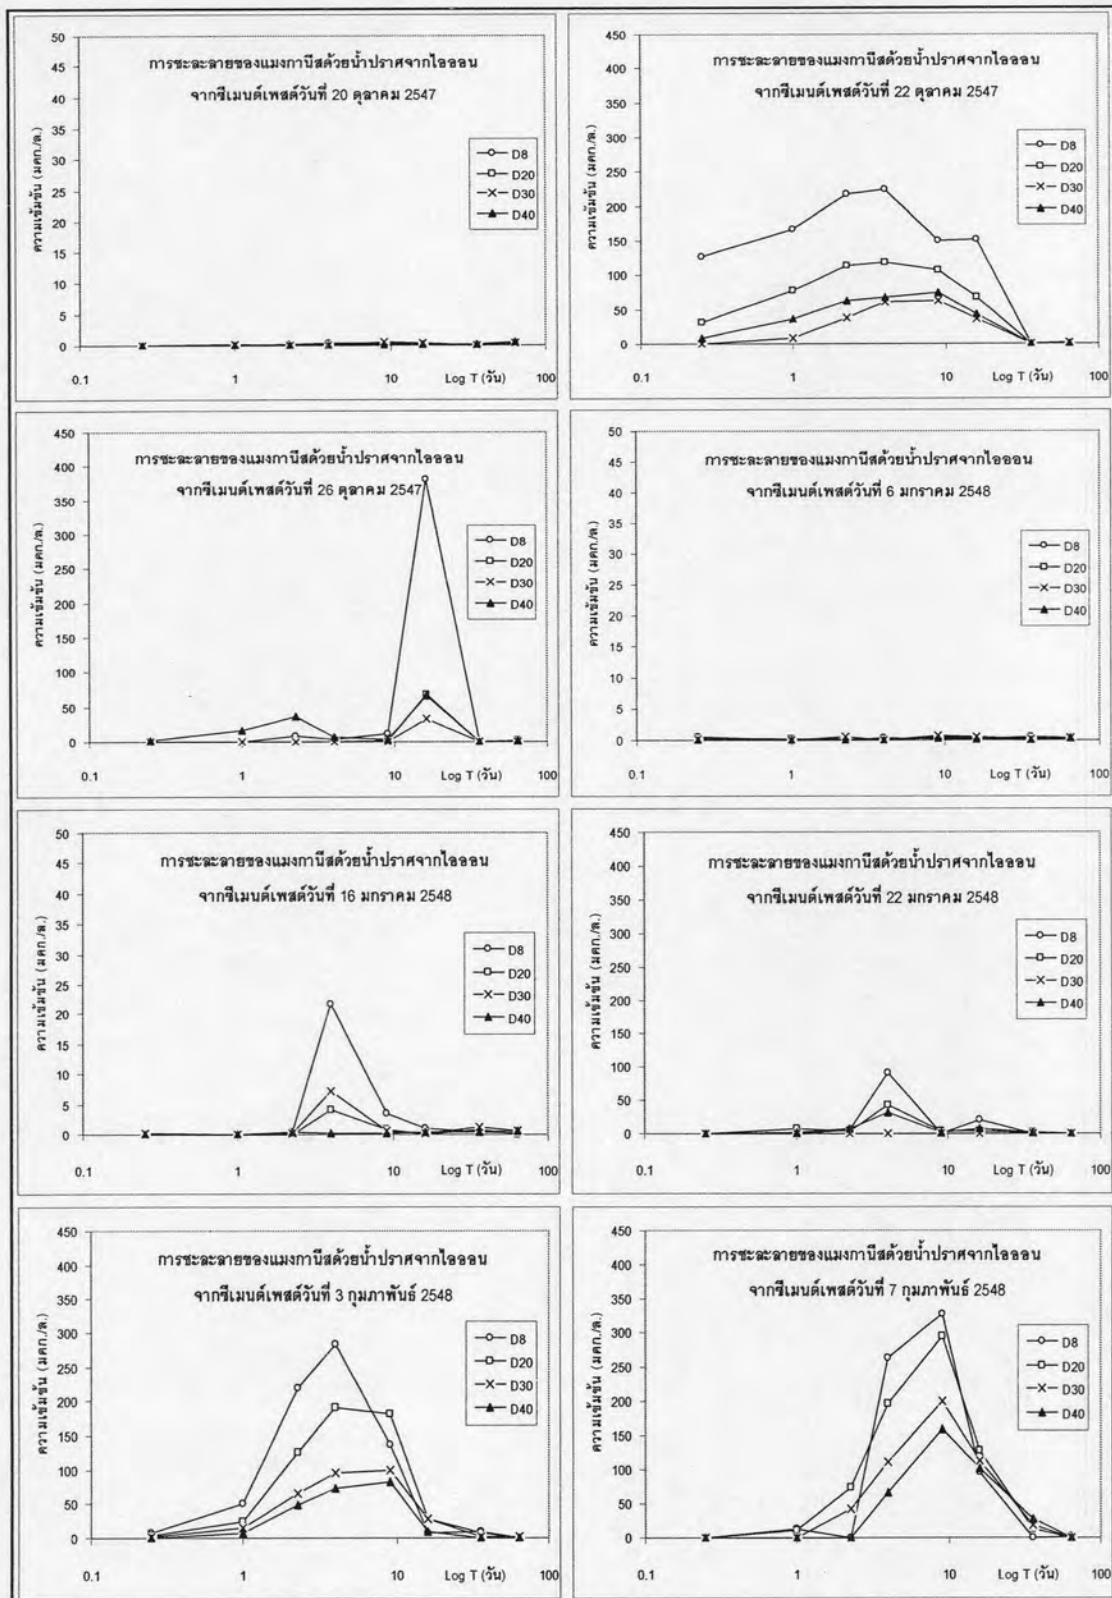 การชะละลายของแมงกานีสด้วยน้ำปราศจากไอออน
จากซีเมนต์เพสต์วันที่ 20 ตุลาคม 2547
ความเข้มข้น (มคก./ล.)
50
45
40
35
30
25
20
15
10
5
0
D8
D20
D30
D40
0.1
1
10
Log T (วัน)
100
การชะละลายของแมงกานีสด้วยน้ำปราศจากไอออน
จากซีเมนต์เพสต์วันที่ 22 ตุลาคม 2547
ความเข้มข้น (มคก./ล.)
450
400
350
300
250
200
150
100
50
0
D8
D20
D30
D40
0.1
1
10
Log T (วัน)
100
การชะละลายของแมงกานีสด้วยน้ำปราศจากไอออน
จากซีเมนต์เพสต์วันที่ 26 ตุลาคม 2547
ความเข้มข้น (มคก./ล.)
450
400
350
300
250
200
150
100
50
0
D8
D20
D30
D40
0.1
1
10
Log T (วัน)
100
การชะละลายของแมงกานีสด้วยน้ำปราศจากไอออน
จากซีเมนต์เพสต์วันที่ 6 มกราคม 2548
ความเข้มข้น (มคก./ล.)
50
45
40
35
30
25
20
15
10
5
0
D8
D20
D30
D40
0.1
1
10
Log T (วัน)
100
การชะละลายของแมงกานีสด้วยน้ำปราศจากไอออน
จากซีเมนต์เพสต์วันที่ 16 มกราคม 2548
ความเข้มข้น (มคก./ล.)
50
45
40
35
30
25
20
15
10
5
0
D8
D20
D30
D40
0.1
1
10
Log T (วัน)
100
การชะละลายของแมงกานีสด้วยน้ำปราศจากไอออน
จากซีเมนต์เพสต์วันที่ 22 มกราคม 2548
ความเข้มข้น (มคก./ล.)
450
400
350
300
250
200
150
100
50
0
D8
D20
D30
D40
0.1
1
10
Log T (วัน)
100
การชะละลายของแมงกานีสด้วยน้ำปราศจากไอออน
จากซีเมนต์เพสต์วันที่ 3 กุมภาพันธ์ 2548
ความเข้มข้น (มคก./ล.)
450
400
350
300
250
200
150
100
50
0
D8
D20
D30
D40
0.1
1
10
Log T (วัน)
100
การชะละลายของแมงกานีสด้วยน้ำปราศจากไอออน
จากซีเมนต์เพสต์วันที่ 7 กุมภาพันธ์ 2548
ความเข้มข้น (มคก./ล.)
450
400
350
300
250
200
150
100
50
0
D8
D20
D30
D40
0.1
1
10
Log T (วัน)
100